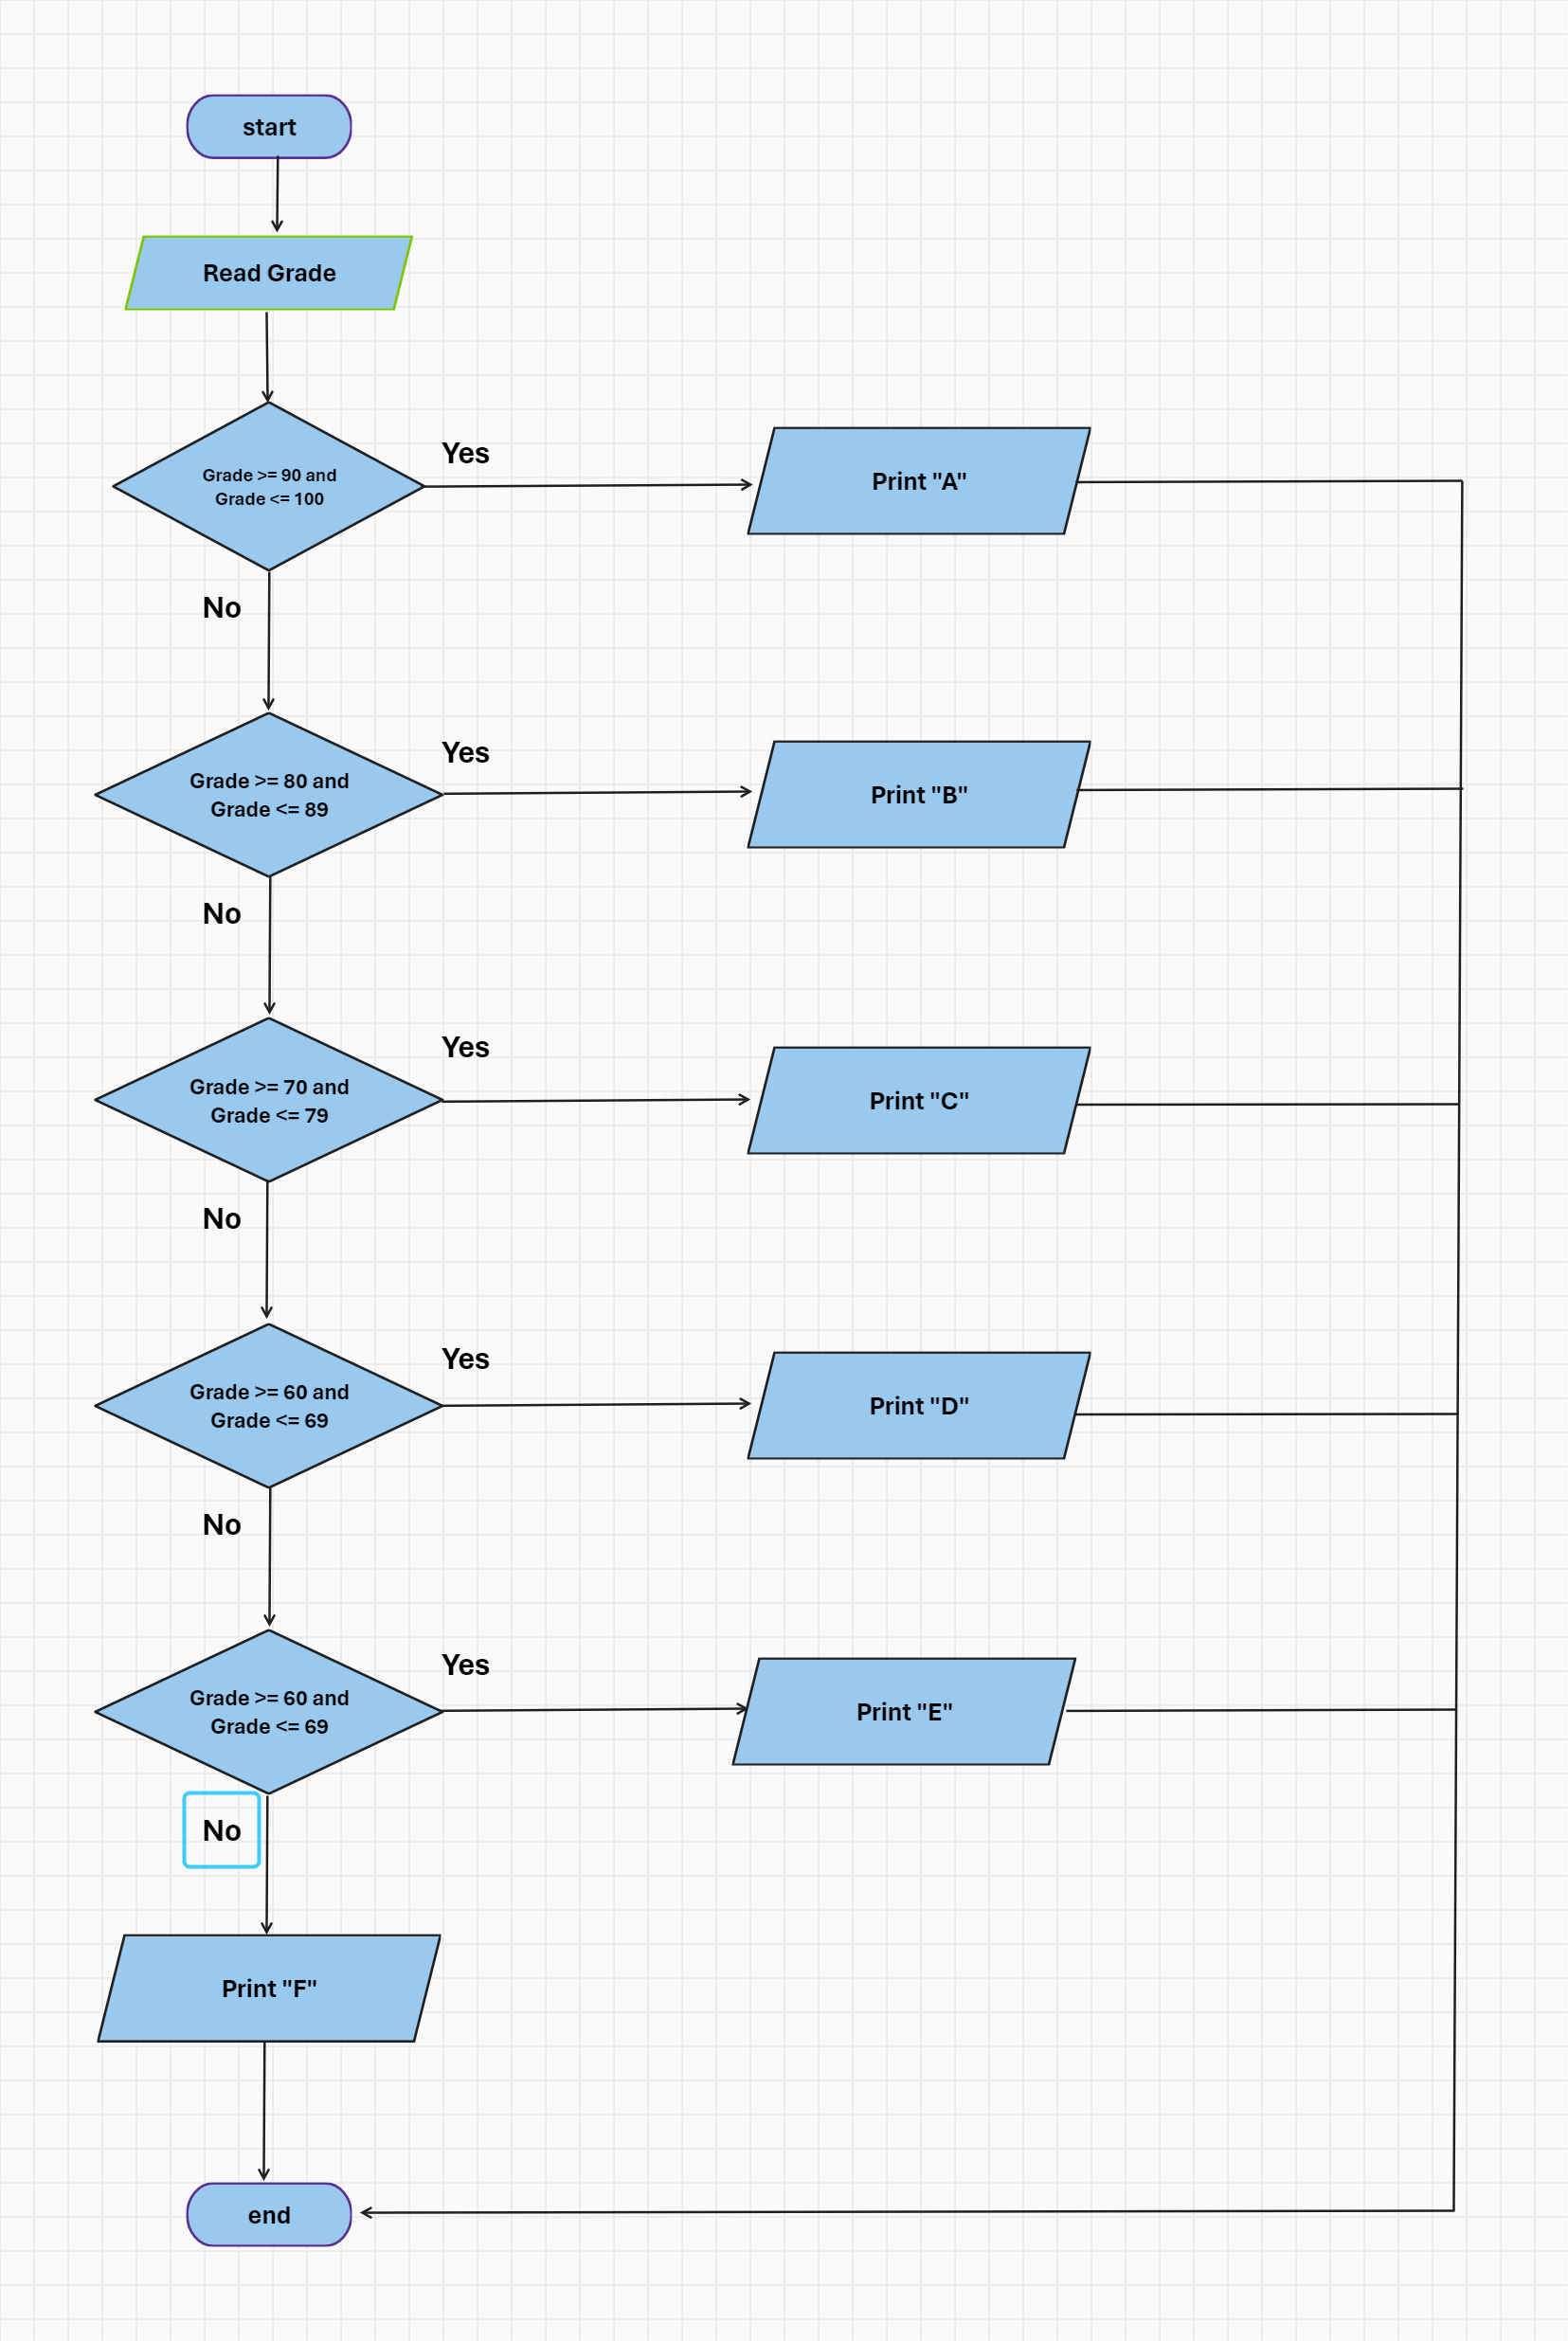 start
Read Grade
Grade >= 90 and
Grade <= 100
Yes
Print "A"
No
Grade >= 80 and
Grade <= 89
Yes
Print "B"
No
Grade >= 70 and
Grade <= 79
Yes
Print "C"
No
Grade >= 60 and
Grade <= 69
Yes
Print "D"
No
Grade >= 60 and
Grade <= 69
Yes
Print "E"
No
Print "F"
end